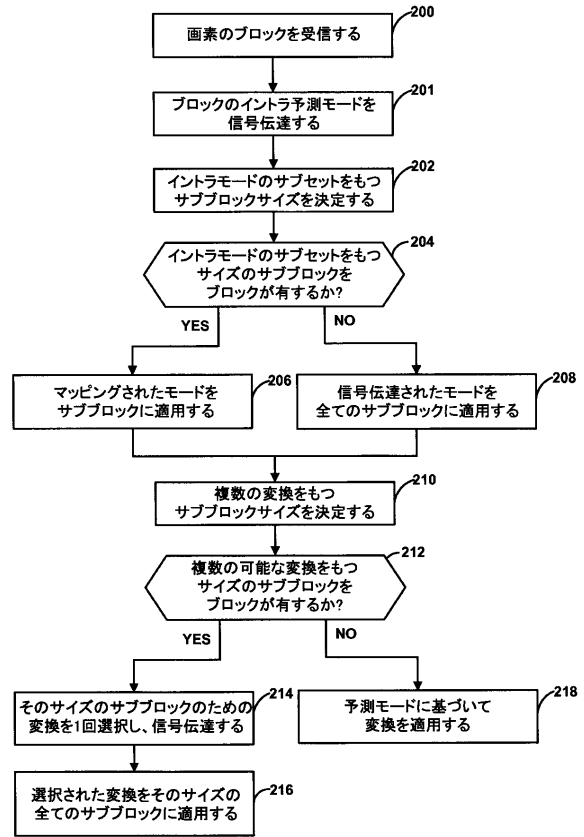 200
画素のブロックを受信する
201
ブロックのイントラ予測モードを
信号伝達する
202
イントラモードのサブセットをもつ
サブブロックサイズを決定する
204
イントラモードのサブセットをもつ
サイズのサブブロックを
ブロックが有するか?
YES
NO
206
マッピングされたモードを
サブブロックに適用する
208
信号伝達されたモードを
全てのサブブロックに適用する
210
複数の変換をもつ
サブブロックサイズを決定する
212
複数の可能な変換をもつ
サイズのサブブロックを
ブロックが有するか?
YES
NO
214
そのサイズのサブブロックのための
変換を1回選択し、信号伝達する
218
予測モードに基づいて
変換を適用する
216
選択された変換をそのサイズの
全てのサブブロックに適用する